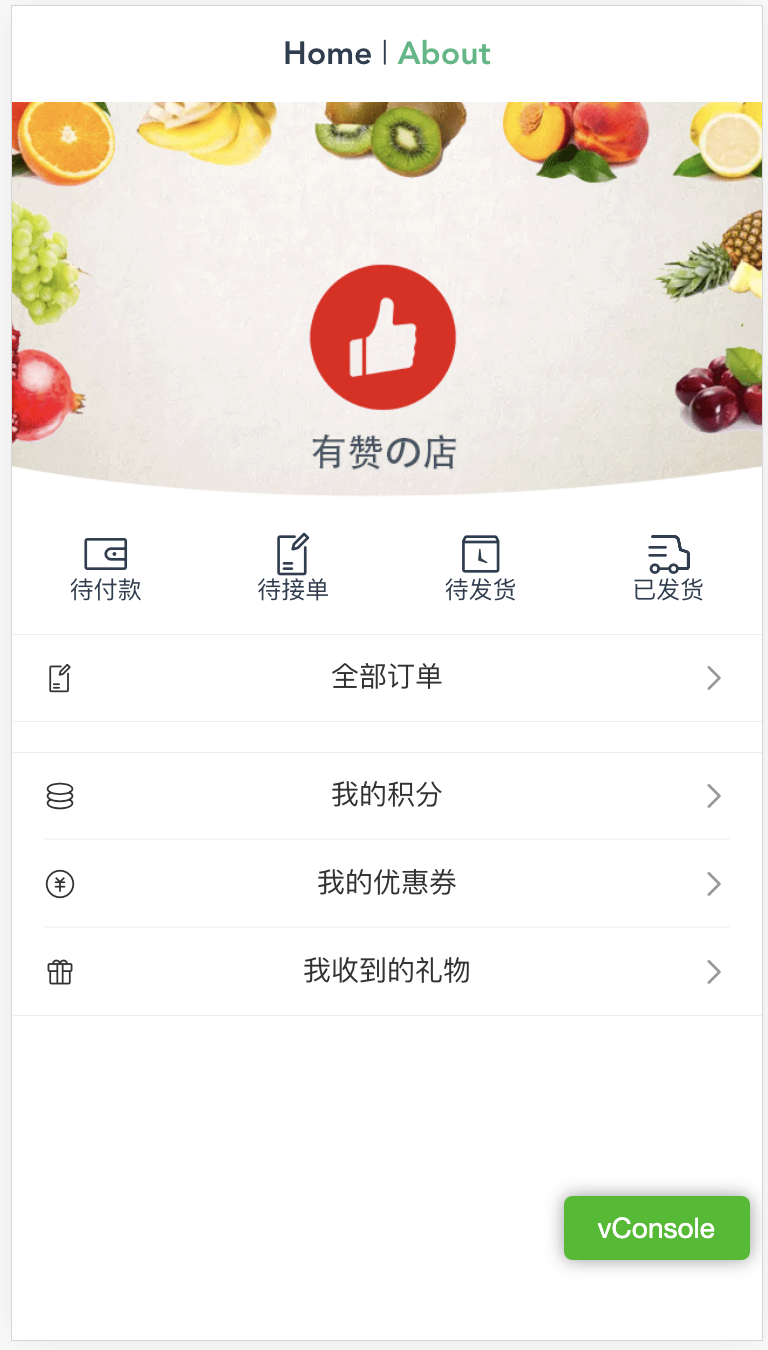 Home | About
有赞の店
待付款 待接单 待发货 已发货
全部订单
我的积分
我的优惠券
我收到的礼物
vConsole